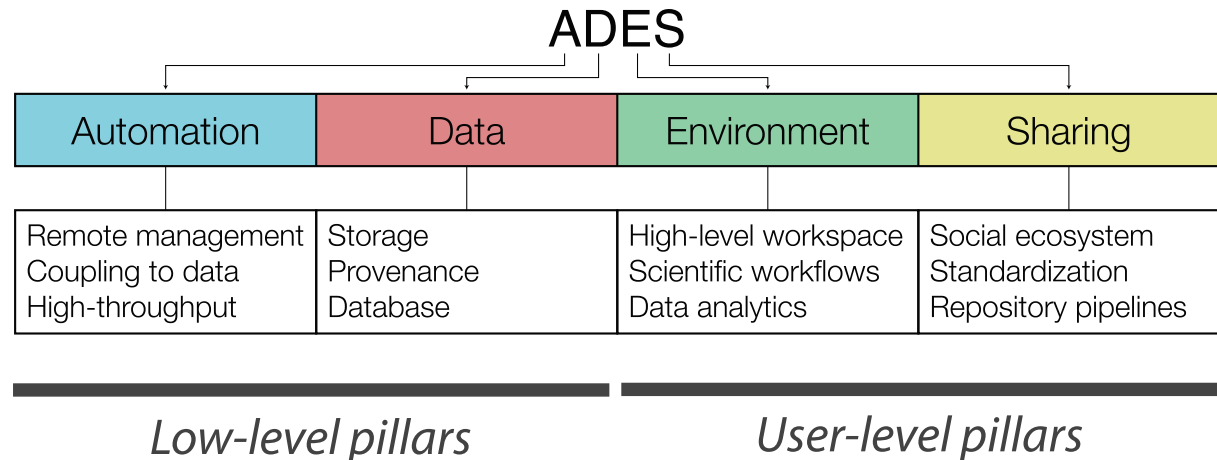 ADES
Automation
Data
Environment
Sharing
Remote management
Coupling to data
High-throughput
Storage
Provenance
Database
High-level workspace
Scientific workflows
Data analytics
Social ecosystem
Standardization
Repository pipelines
Low-level pillars
User-level pillars